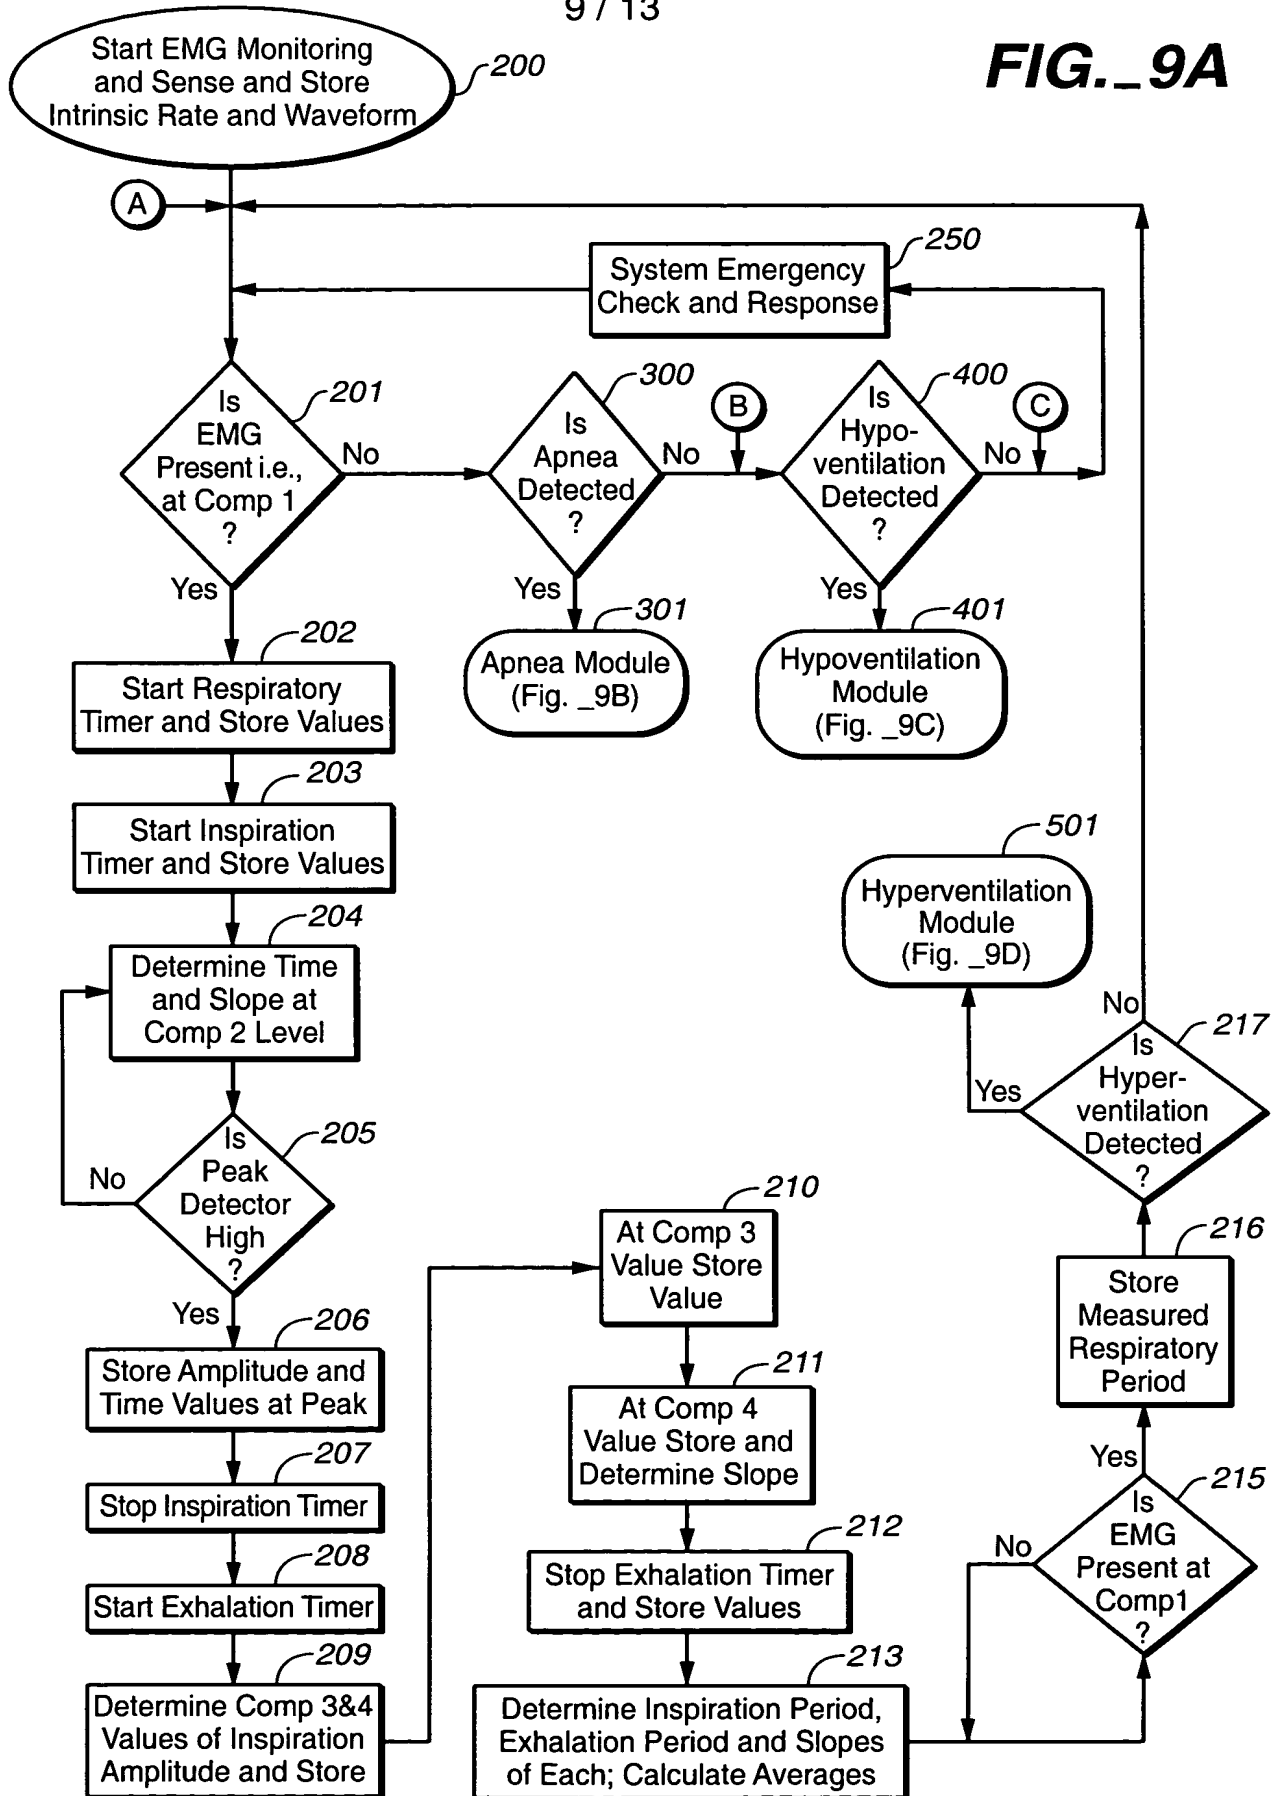 9 / 13
FIG._9A
Start EMG Monitoring
and Sense and Store
Intrinsic Rate and Waveform
200
A
250
System Emergency
Check and Response
201
Is
EMG
Present i.e.,
at Comp 1
?
No
Yes
300
Is
Apnea
Detected
?
No
Yes
B
400
Is
Hypo-
ventilation
Detected
?
No
Yes
C
301
Apnea Module
(Fig. _9B)
401
Hypoventilation
Module
(Fig. _9C)
202
Start Respiratory
Timer and Store Values
203
Start Inspiration
Timer and Store Values
204
Determine Time
and Slope at
Comp 2 Level
205
Is
Peak
Detector
High
?
No
Yes
206
Store Amplitude and
Time Values at Peak
207
Stop Inspiration Timer
208
Start Exhalation Timer
209
Determine Comp 3&4
Values of Inspiration
Amplitude and Store
210
At Comp 3
Value Store
Value
211
At Comp 4
Value Store and
Determine Slope
212
Stop Exhalation Timer
and Store Values
213
Determine Inspiration Period,
Exhalation Period and Slopes
of Each; Calculate Averages
215
Is
EMG
Present at
Comp1
?
No
Yes
216
Store
Measured
Respiratory
Period
217
Is
Hyper-
ventilation
Detected
?
No
Yes
501
Hyperventilation
Module
(Fig. _9D)